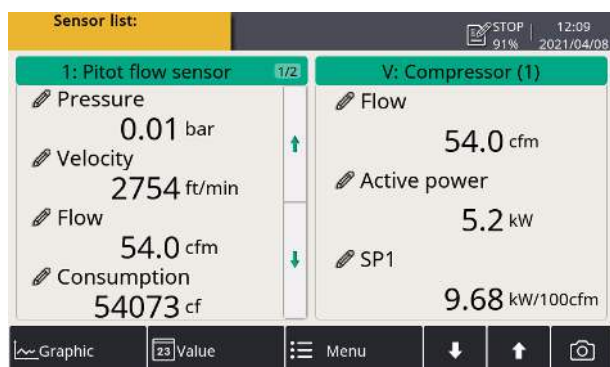 Sensor list:
STOP
91%
12:09
2021/04/08
1: Pitot flow sensor 1/2
Pressure
0.01 bar
Velocity
2754 ft/min
Flow
54.0 cfm
Consumption
54073 cf
V: Compressor (1)
Flow
54.0 cfm
Active power
5.2 kW
SP1
9.68 kW/100cfm
Graphic
23 Value
Menu